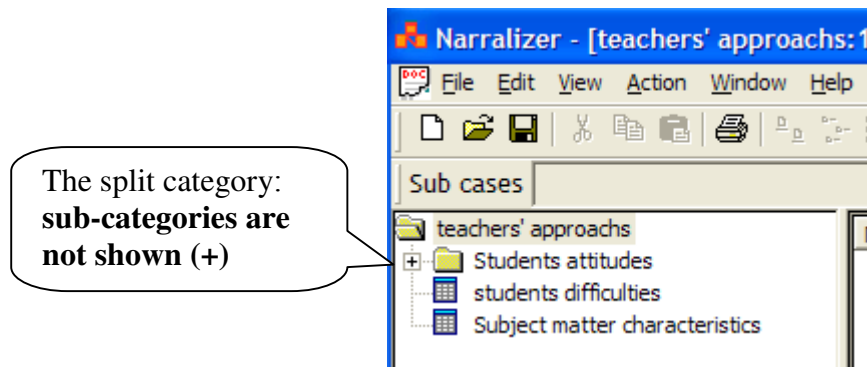 Narralizer - [teachers' approachs:1
File Edit View Action Window Help
Sub cases
The split category:
sub-categories are
not shown (+)
teachers' approachs
Students attitudes
students difficulties
Subject matter characteristics